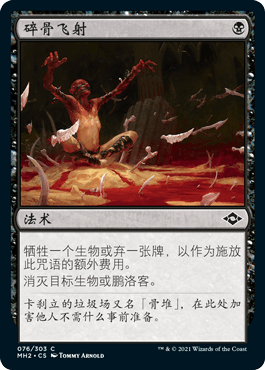 碎骨飞射
法术
牺牲一个生物或弃一张牌,以作为施放
此咒语的额外费用。
消灭目标生物或鹏洛客。
卡刹立的垃圾场又名「骨堆」,在此处加
害他人不需什么事前准备。
076/303 C
MH2 • CS TOMMY ARNOLD
™ & © 2021 Wizards of the Coast